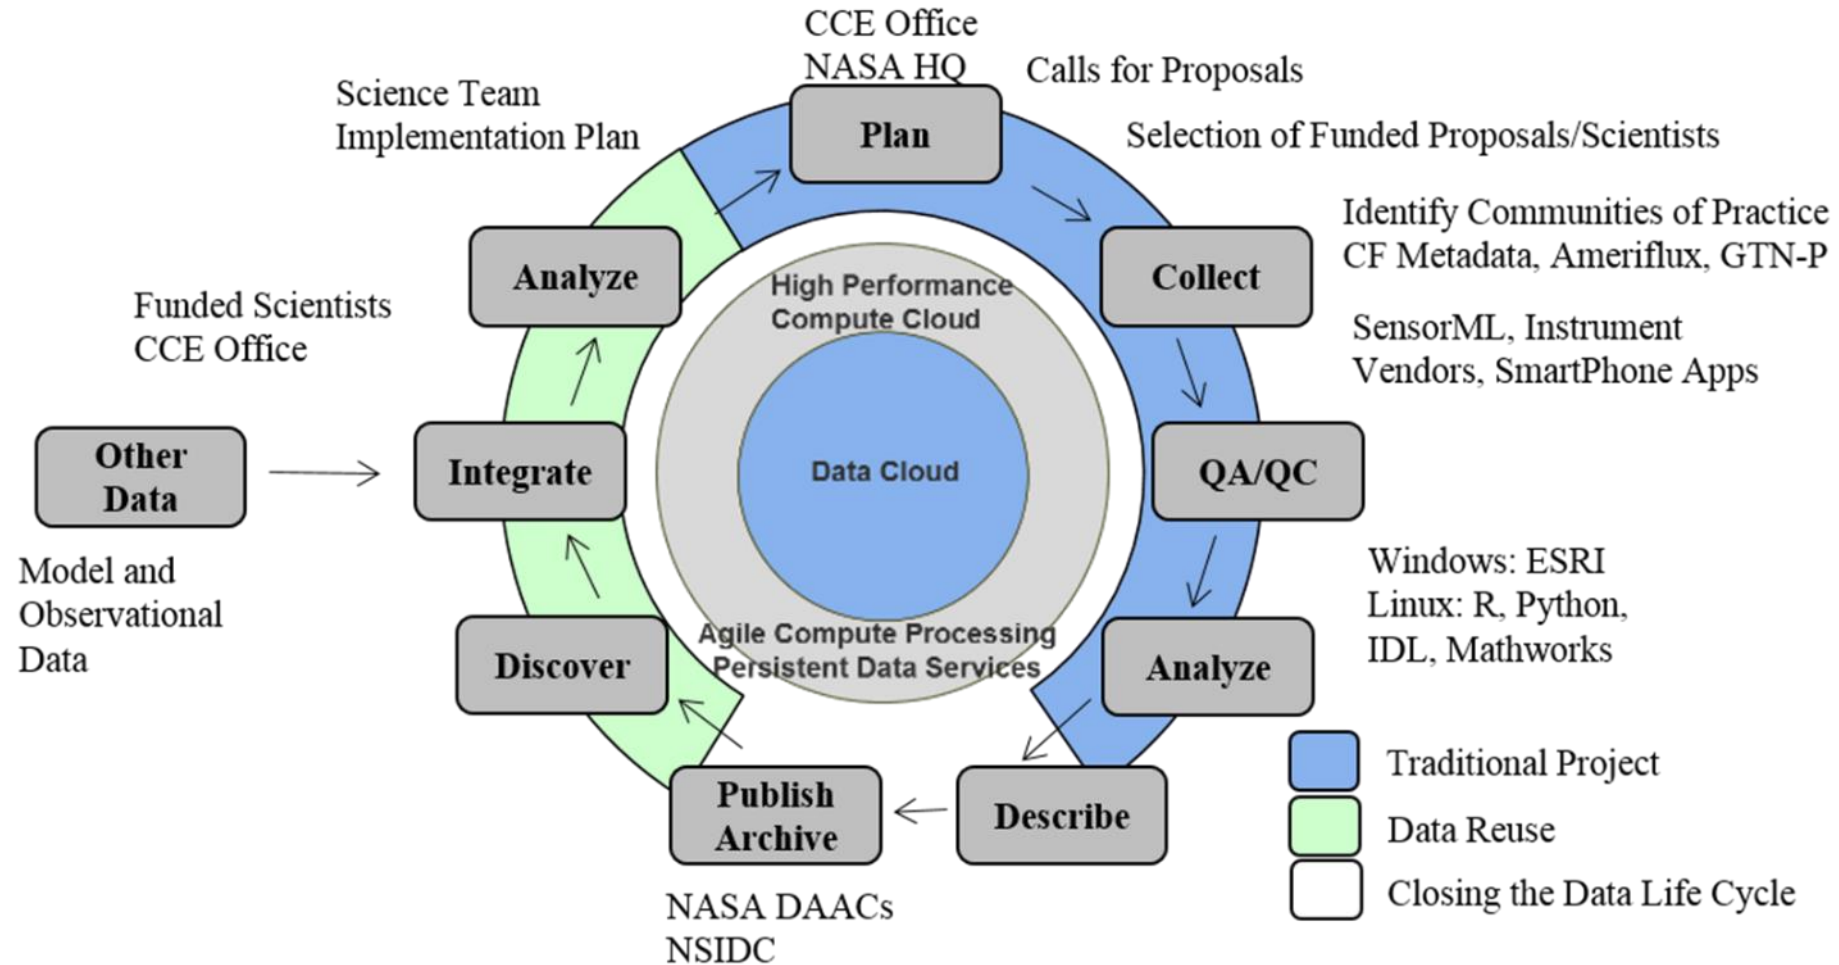 CCE Office
NASA HQ
Calls for Proposals
Science Team
Implementation Plan
Plan
Selection of Funded Proposals/Scientists
Identify Communities of Practice
CF Metadata, Ameriflux, GTN-P
Analyze
Collect
High Performance
Compute Cloud
Funded Scientists
CCE Office
SensorML, Instrument
Vendors, SmartPhone Apps
Other
Data
Integrate
Data Cloud
QA/QC
Model and
Observational
Data
Windows: ESRI
Linux: R, Python,
IDL, Mathworks
Discover
Agile Compute Processing
Persistent Data Services
Analyze
Publish
Archive
Describe
Traditional Project
Data Reuse
Closing the Data Life Cycle
NASA DAACs
NSIDC